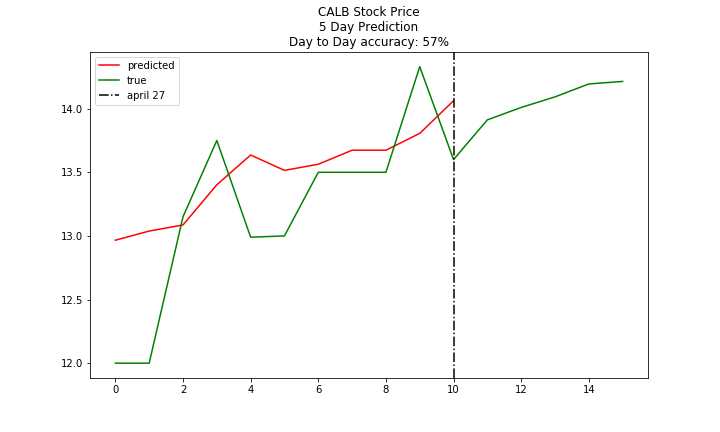 CALB Stock Price
5 Day Prediction
Day to Day accuracy: 57%
predicted
true
april 27
14.0
13.5
13.0
12.5
12.0
0 2 4 6 8 10 12 14